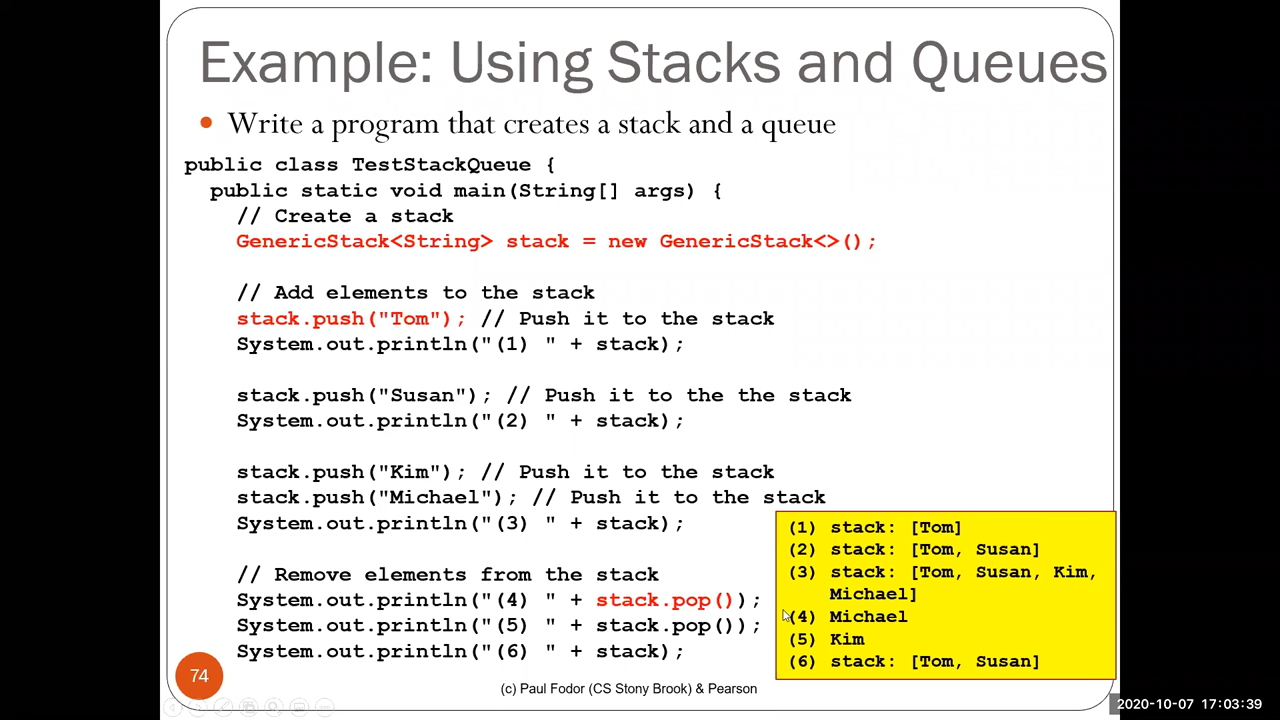 Example: Using Stacks and Queues
• Write a program that creates a stack and a queue
public class TestStackQueue {
public static void main(String[] args) {
// Create a stack
GenericStack<String> stack = new GenericStack<>();
// Add elements to the stack
stack.push("Tom"); // Push it to the stack
System.out.println("(1) " + stack);
stack.push("Susan"); // Push it to the the stack
System.out.println("(2) " + stack);
stack.push("Kim"); // Push it to the stack
stack.push("Michael"); // Push it to the stack
System.out.println("(3) " + stack);
// Remove elements from the stack
System.out.println("(4) " + stack.pop());
System.out.println("(5) " + stack.pop());
System.out.println("(6) " + stack);
(1) stack: [Tom]
(2) stack: [Tom, Susan]
(3) stack: [Tom, Susan, Kim,
Michael]
(4) Michael
(5) Kim
(6) stack: [Tom, Susan]
74
(c) Paul Fodor (CS Stony Brook) & Pearson
2020-10-07 17:03:39